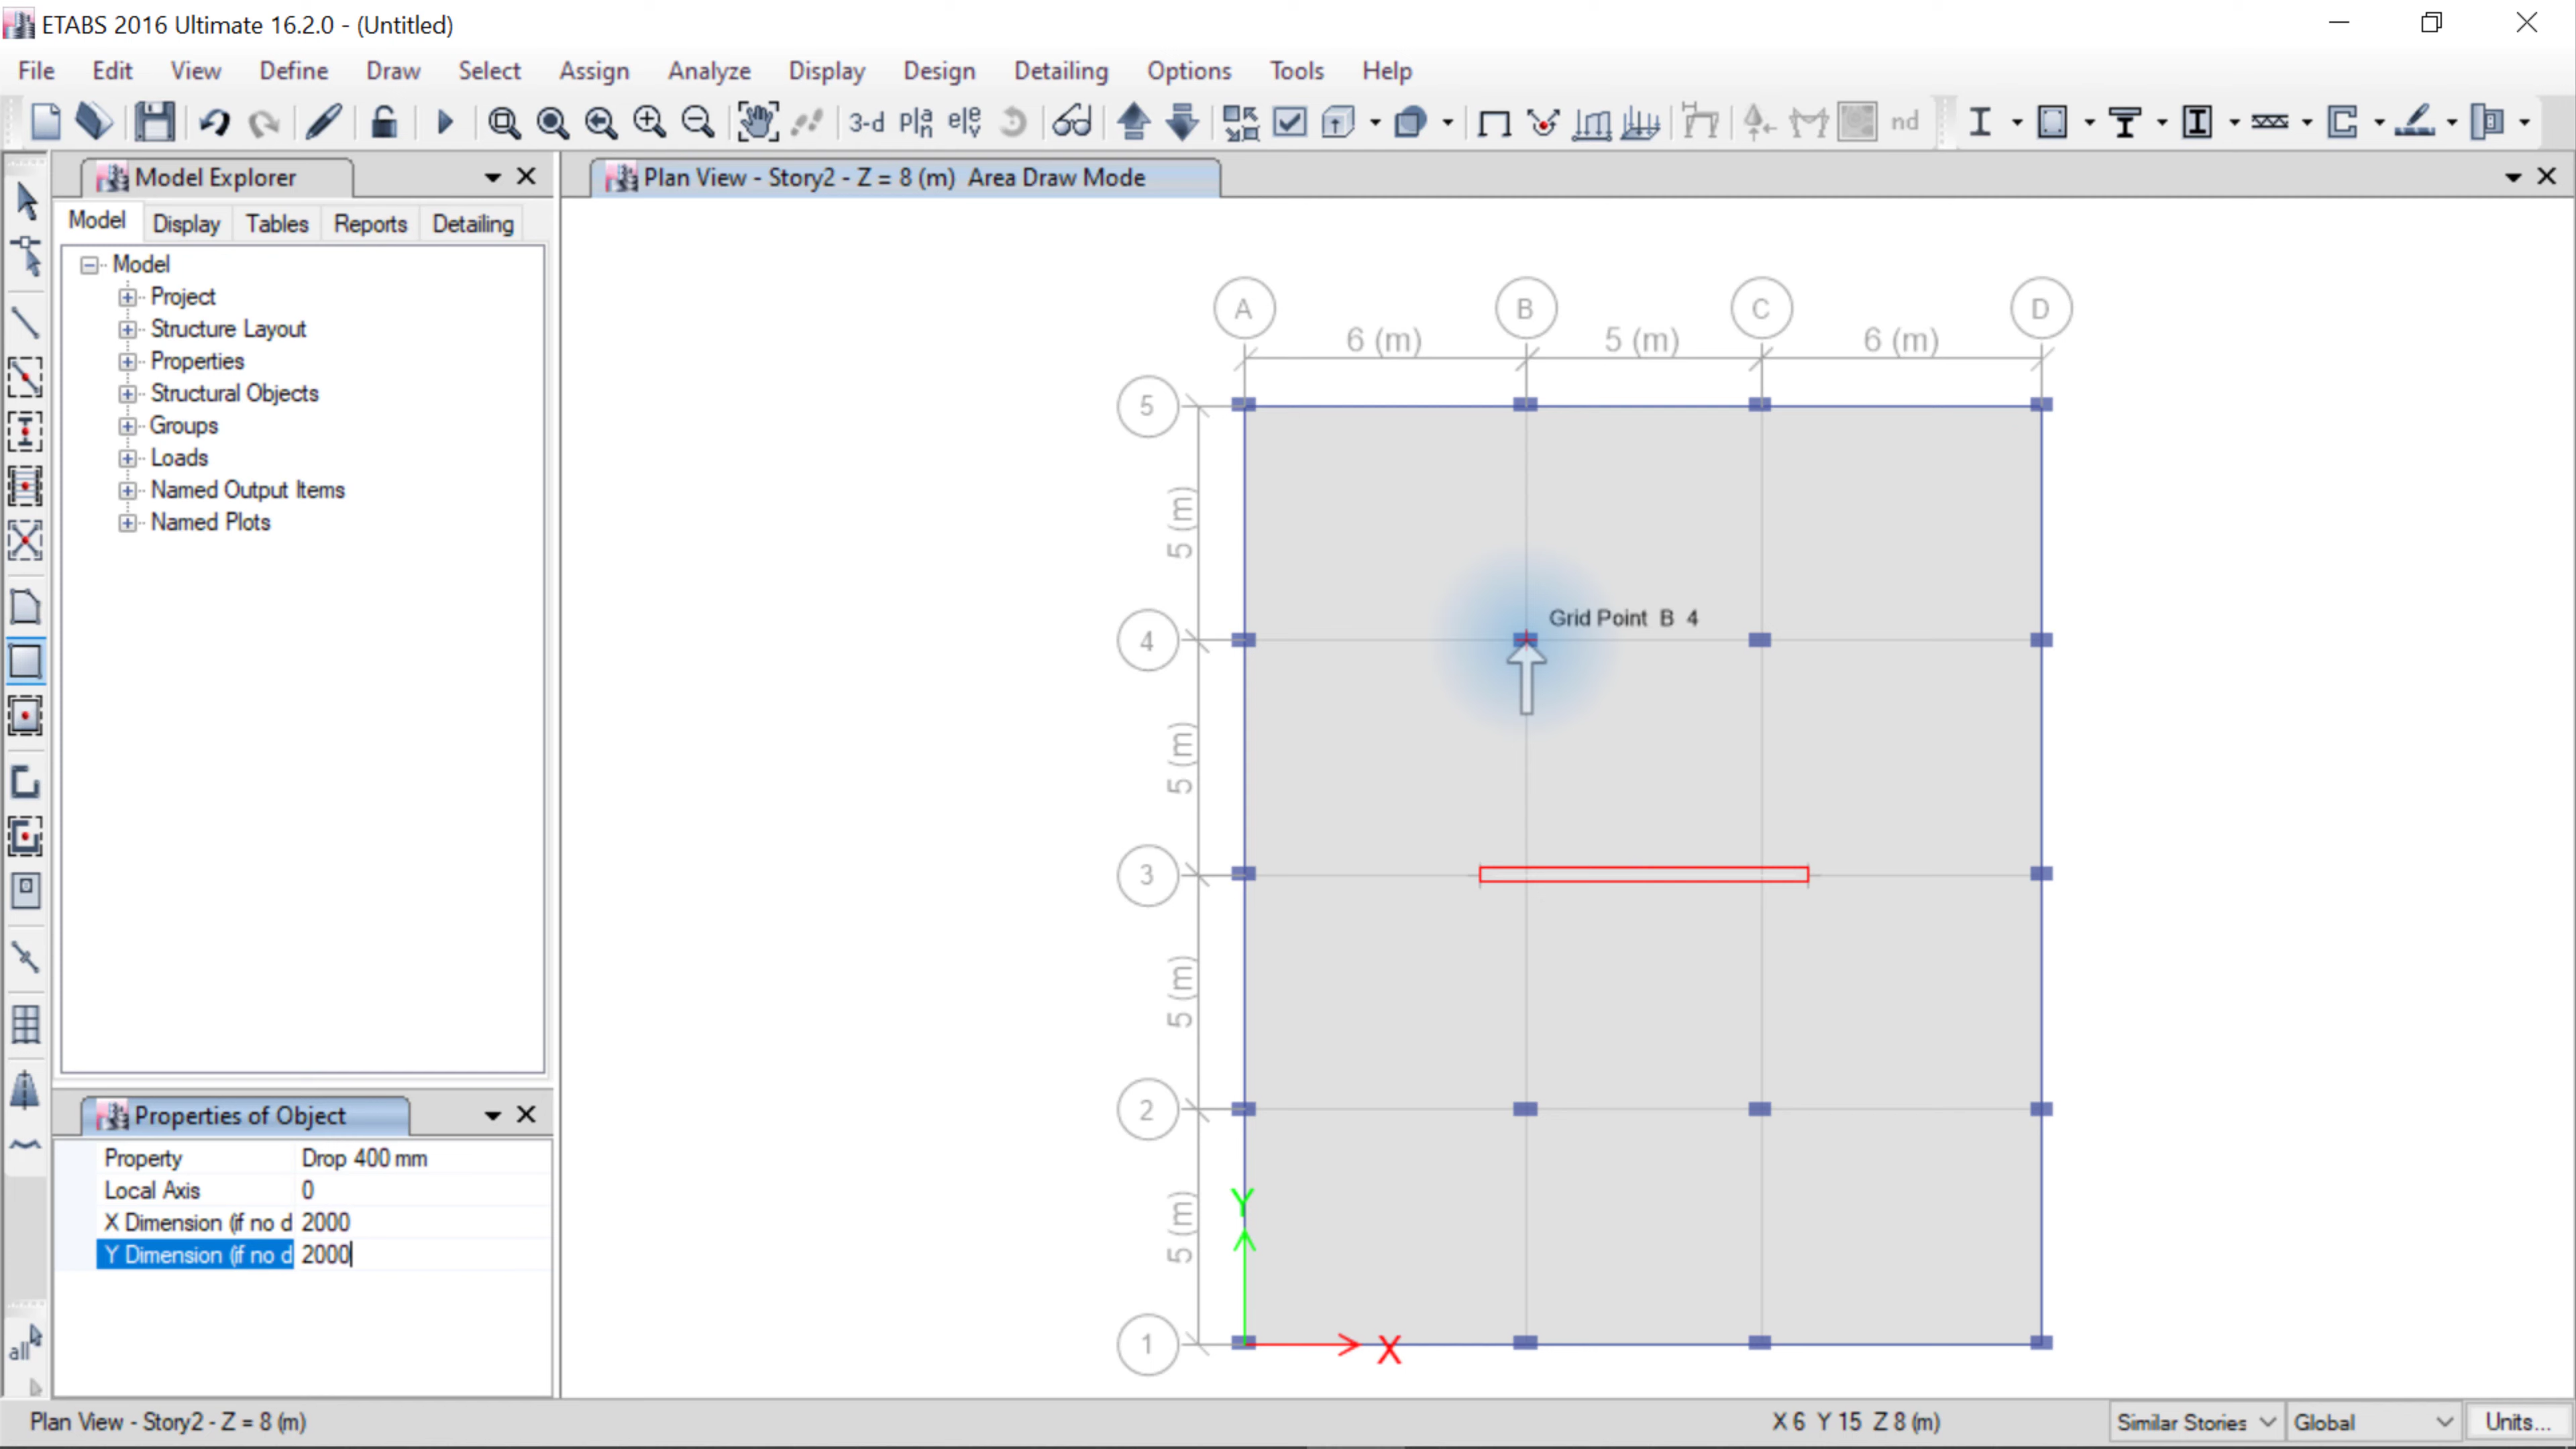 ETABS 2016 Ultimate 16.2.0 - (Untitled)
File Edit View Define Draw Select Assign Analyze Display Design Detailing Options Tools Help
3-d pla n ele v nd
Model Explorer
Plan View - Story2 - Z = 8 (m) Area Draw Mode
Model Display Tables Reports Detailing
Model
Project
Structure Layout
Properties
Structural Objects
Groups
Loads
Named Output Items
Named Plots
A B C D
6 (m) 5 (m) 6 (m)
5
5 (m)
Grid Point B 4
4
5 (m)
3
5 (m)
2
5 (m)
Y
1
X
Properties of Object
Property Drop 400 mm
Local Axis 0
X Dimension (if no d 2000
Y Dimension (if no d 2000
all
Plan View - Story2 - Z = 8 (m)
X 6 Y 15 Z 8 (m)
Similar Stories
Global
Units...